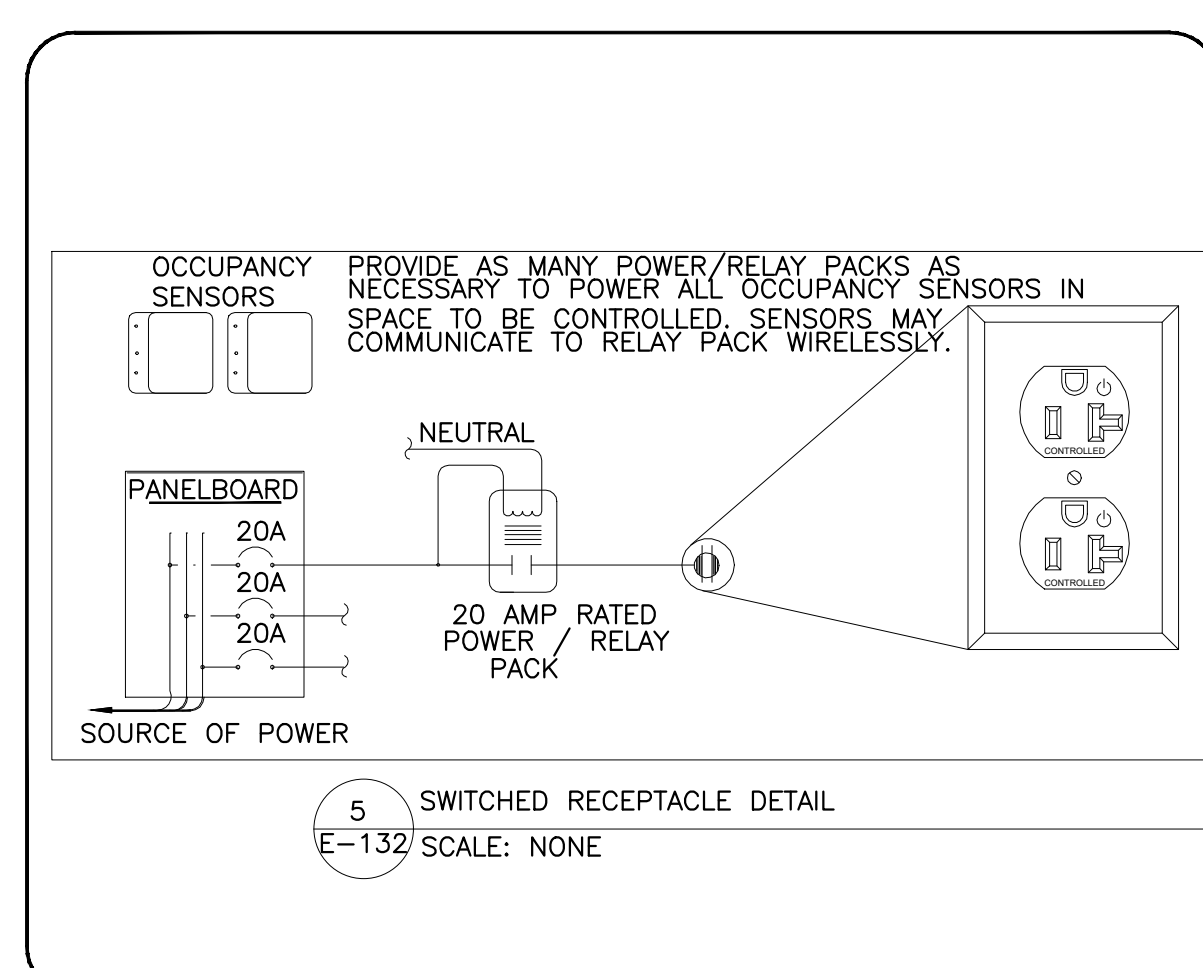 OCCUPANCY
SENSORS
PROVIDE AS MANY POWER/RELAY PACKS AS
NECESSARY TO POWER ALL OCCUPANCY SENSORS IN
SPACE TO BE CONTROLLED. SENSORS MAY
COMMUNICATE TO RELAY PACK WIRELESSLY.
NEUTRAL
PANELBOARD
20A
20A
20A
20 AMP RATED
POWER / RELAY
PACK
SOURCE OF POWER
CONTROLLED
CONTROLLED
5
E-132
SWITCHED RECEPTACLE DETAIL
SCALE: NONE